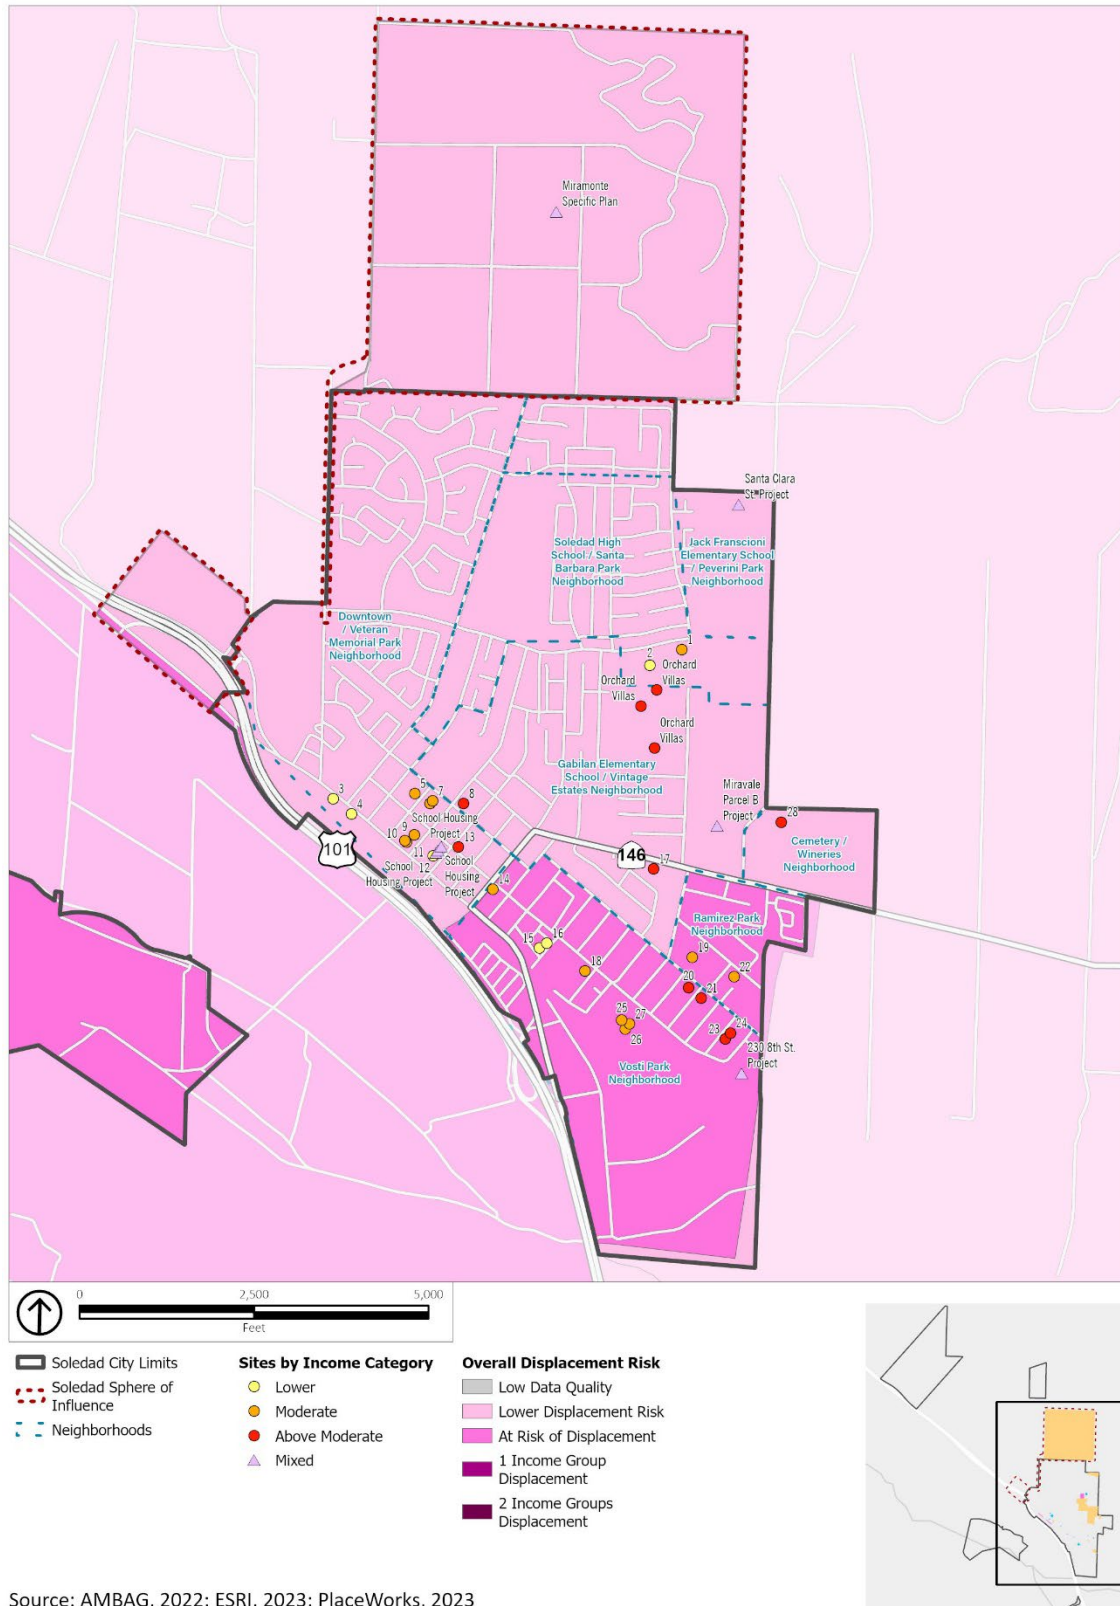 Miramonte
Specific Plan
Santa Clara
St. Project
Soledad High
School / Santa
Barbara Park
Neighborhood
Jack Franscioni
Elementary School
/ Peverini Park
Neighborhood
Downtown
/ Veteran
Memorial Park
Neighborhood
1
2
Orchard
Villas
Orchard
Villas
Orchard
Villas
Gabilan Elementary
School / Vintage
Estates Neighborhood
Miravale
Parcel B
Project
3
4
5
7
8
School Housing
Project
9
10
11
12
13
School
Housing Project
School
Housing
Project
28
Cemetery /
Wineries
Neighborhood
101
146
17
14
Ramirez Park
Neighborhood
15
16
18
19
20
21
22
23
24
25
26
27
230 8th St.
Project
Vosti Park
Neighborhood
0 2,500 5,000
Feet
Soledad City Limits
Soledad Sphere of
Influence
Neighborhoods
Sites by Income Category
Lower
Moderate
Above Moderate
Mixed
Overall Displacement Risk
Low Data Quality
Lower Displacement Risk
At Risk of Displacement
1 Income Group
Displacement
2 Income Groups
Displacement
Source: AMBAG, 2022; ESRI, 2023; PlaceWorks, 2023